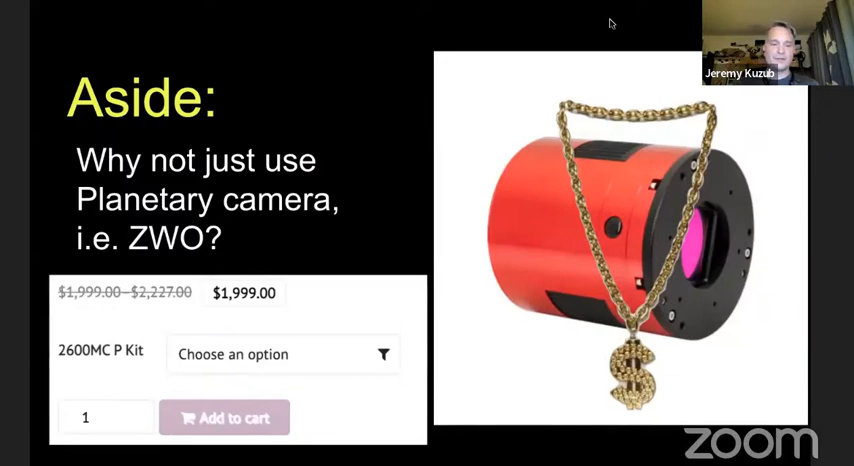 Aside:
Jeremy Kuzub
Why not just use
Planetary camera,
i.e. ZWO?
$1,999.00–$2,227.00 $1,999.00
2600MC P Kit Choose an option
1 Add to cart
$
zoom